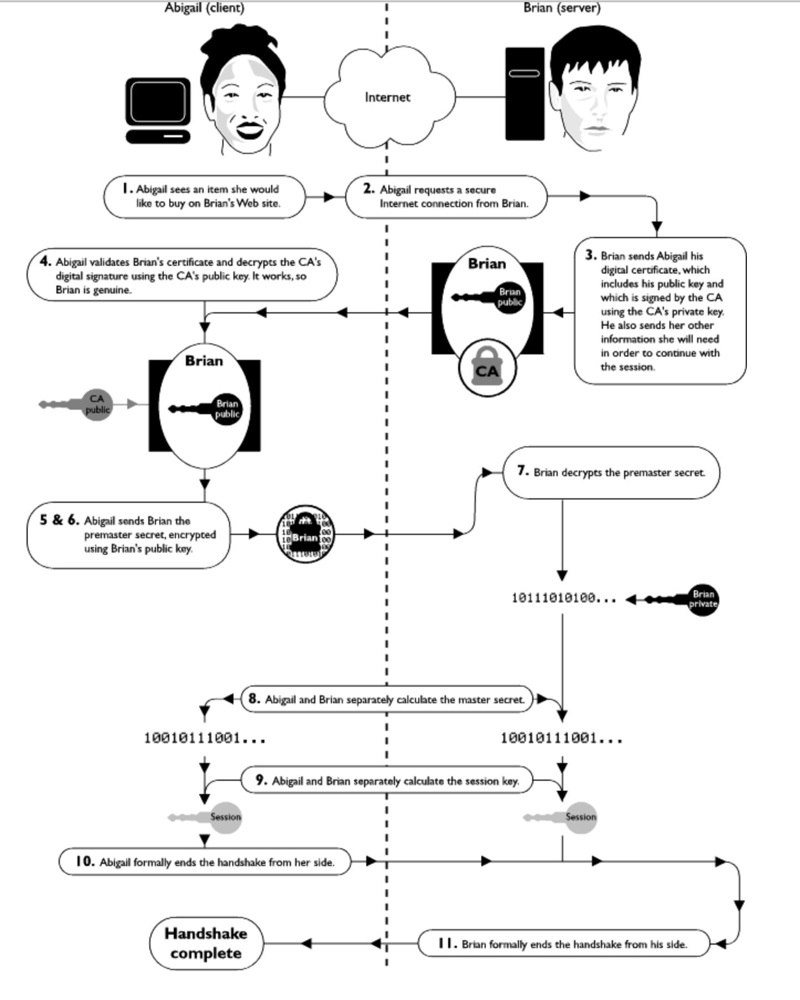 Abigail (client)
Brian (server)
Internet
1. Abigail sees an item she would
like to buy on Brian's Web site.
2. Abigail requests a secure
Internet connection from Brian.
3. Brian sends Abigail his
digital certificate, which
includes his public key and
which is signed by the CA
using the CA's private key.
He also sends her other
information she will need
in order to continue with
the session.
Brian
Brian
public
CA
4. Abigail validates Brian's certificate and decrypts the CA's
digital signature using the CA's public key. It works, so
Brian is genuine.
Brian
CA
public
Brian
public
5 & 6. Abigail sends Brian the
premaster secret, encrypted
using Brian's public key.
Brian
7. Brian decrypts the premaster secret.
10111010100...
Brian
private
8. Abigail and Brian separately calculate the master secret.
10010111001...
10010111001...
9. Abigail and Brian separately calculate the session key.
Session
Session
10. Abigail formally ends the handshake from her side.
11. Brian formally ends the handshake from his side.
Handshake
complete